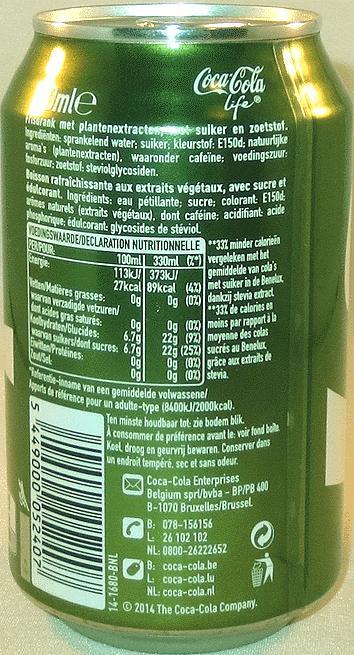 Coca-Cola
life®
ml℮
frisdrank met plantenextracten, suiker en zoetstof.
Ingrediënten: sprankelend water; suiker; kleurstof: E150d; natuurlijke
aroma's (plantenextracten), waaronder cafeïne; voedingszuur:
fosforzuur; zoetstof: steviolglycosiden.
Boisson rafraîchissante aux extraits végétaux, avec sucre et
édulcorant. Ingrédients: eau pétillante; sucre; colorant: E150d;
arômes naturels (extraits végétaux), dont caféine; acidifiant: acide
phosphorique; édulcorant: glycosides de stéviol.
VOEDINGSWAARDE/DECLARATION NUTRITIONNELLE
PER/POUR: 100ml 330ml (%*)
Energie: 113kJ/ 373kJ/
27kcal 89kcal (4%)
Vetten/Matières grasses: 0g 0g (0%)
waarvan verzadigde vetzuren/
dont acides gras saturés: 0g 0g (0%)
Koolhydraten/Glucides: 6.7g 22g (9%)
waarvan suikers/dont sucres: 6.7g 22g (25%)
Eiwitten/Protéines: 0g 0g (0%)
Zout/Sel: 0g 0g (0%)
**33% minder calorieën
vergeleken met het
gemiddelde van cola's
met suiker in de Benelux,
dankzij stevia extract.
**33% de calories en
moins par rapport à la
moyenne des colas
sucrés au Benelux,
grâce aux extraits de
stevia.
*Referentie-inname van een gemiddelde volwassene/
Apports de référence pour un adulte-type (8400kJ/2000kcal).
Ten minste houdbaar tot: zie bodem blik.
À consommer de préférence avant le: voir fond boîte.
Koel, droog en geurvrij bewaren. Conserver dans
un endroit tempéré, sec et sans odeur.
Coca-Cola Enterprises
Belgium sprl/bvba - BP/PB 400
B-1070 Bruxelles/Brussel.
B: 078-156156
L: 26 102 102
NL: 0800-26222652
B: coca-cola.be
L: coca-cola.lu
NL: coca-cola.nl
© 2014 The Coca-Cola Company.
14-1680-BNL
5 449000 052407